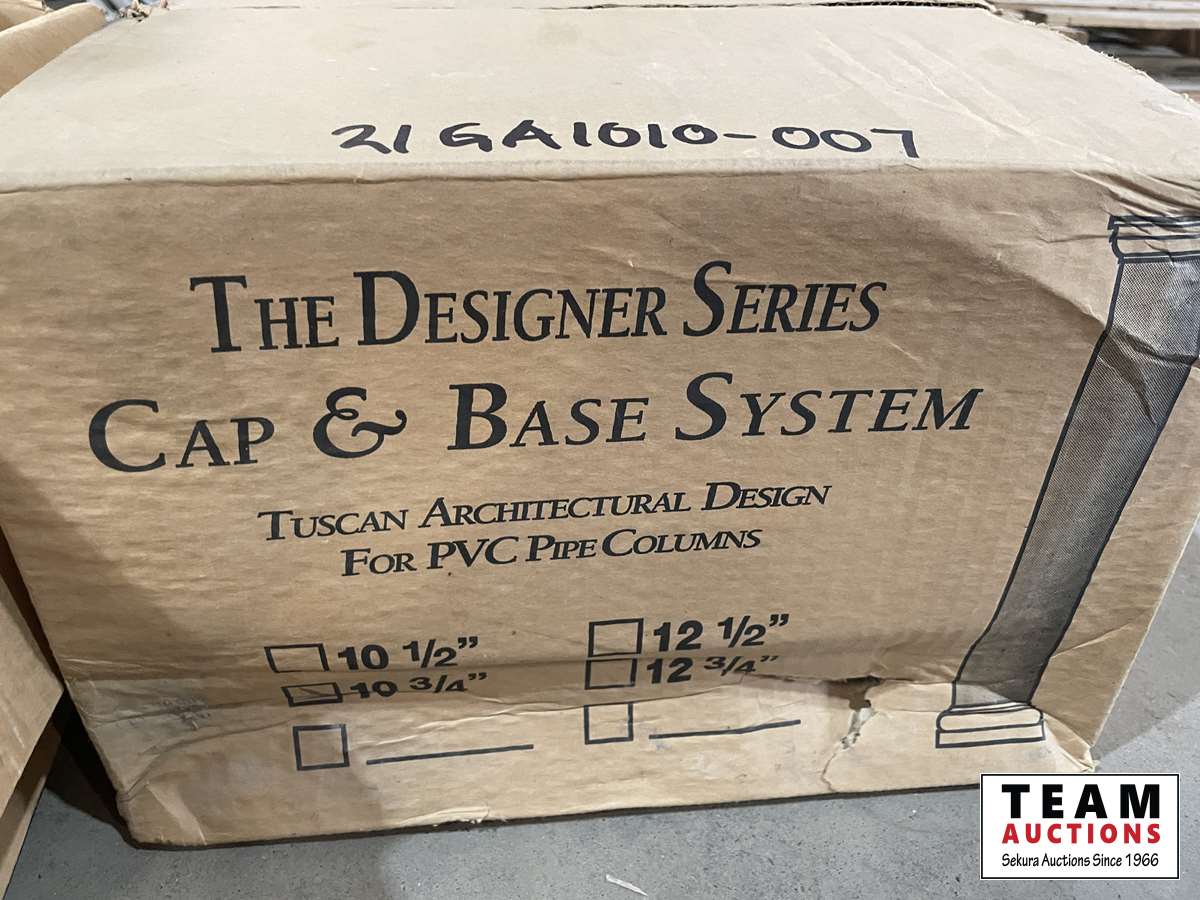 21GA1010-007
THE DESIGNER SERIES
CAP & BASE SYSTEM
TUSCAN ARCHITECTURAL DESIGN
FOR PVC PIPE COLUMNS
10 1/2" 12 1/2"
10 3/4" 12 3/4"
TEAM
AUCTIONS
Sekura Auctions Since 1966